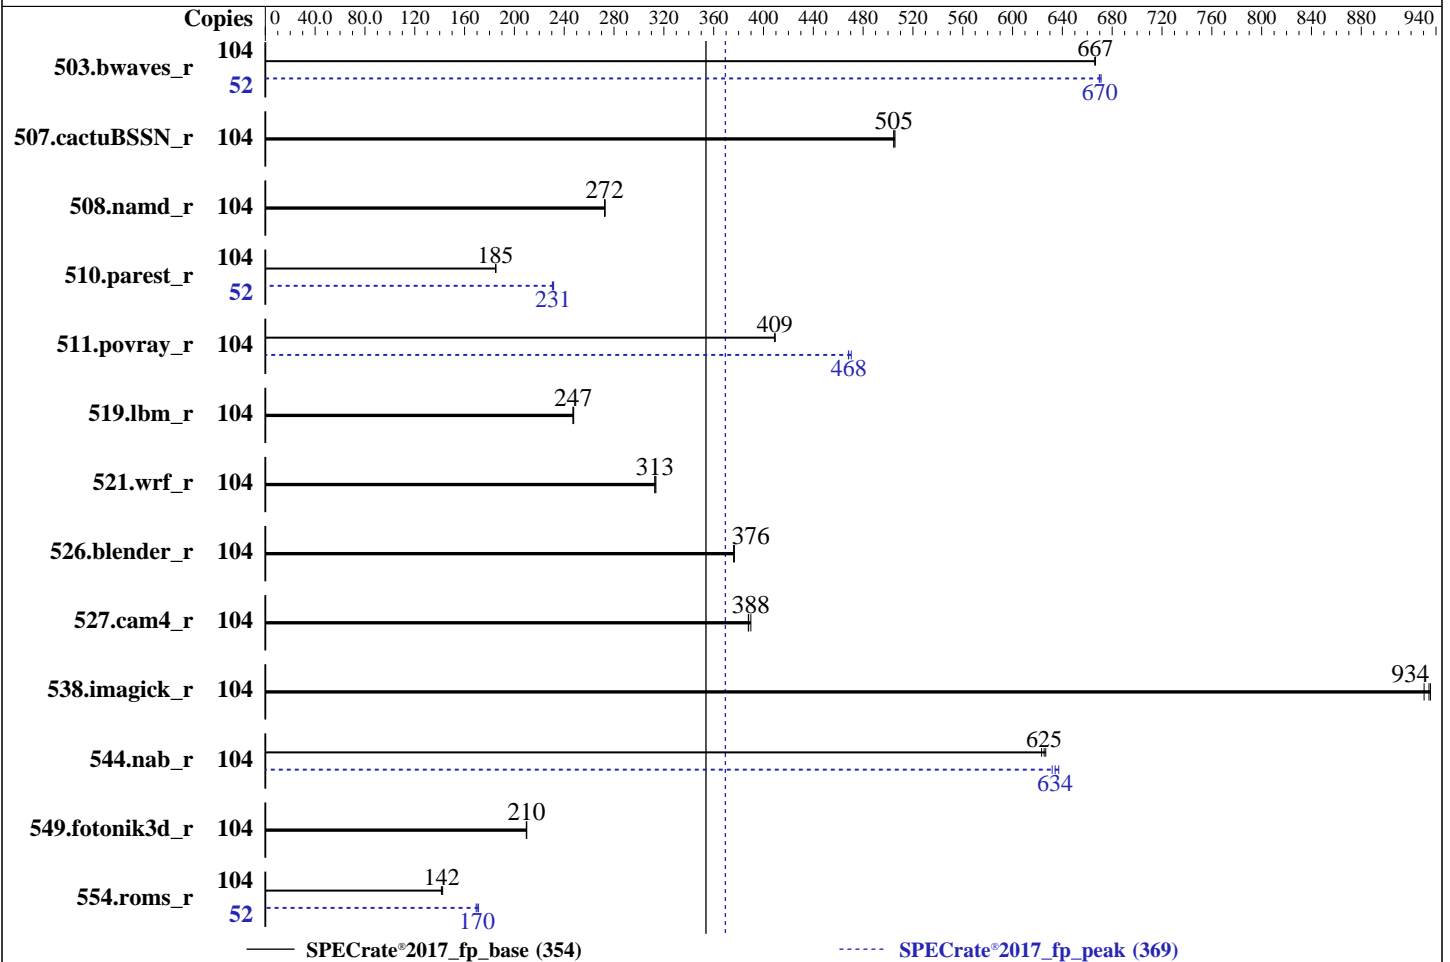 Copies 0 40.0 80.0 120 160 200 240 280 320 360 400 440 480 520 560 600 640 680 720 760 800 840 880 940
503.bwaves_r 104 667
52 670
507.cactuBSSN_r 104 505
508.namd_r 104 272
510.parest_r 104 185
52 231
511.povray_r 104 409
468
519.lbm_r 104 247
521.wrf_r 104 313
526.blender_r 104 376
527.cam4_r 104 388
538.imagick_r 104 934
544.nab_r 104 625
634
549.fotonik3d_r 104 210
554.roms_r 104 142
52 170
SPECrate®2017_fp_base (354) SPECrate®2017_fp_peak (369)